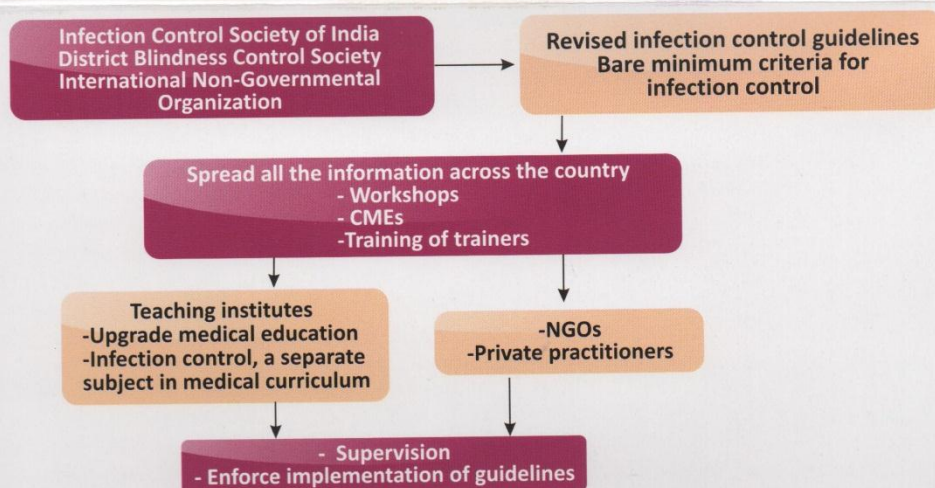 Infection Control Society of India
District Blindness Control Society
International Non-Governmental
Organization
Revised infection control guidelines
Bare minimum criteria for
infection control
Spread all the information across the country
- Workshops
- CMEs
-Training of trainers
Teaching institutes
-Upgrade medical education
-Infection control, a separate
subject in medical curriculum
-NGOs
-Private practitioners
- Supervision
- Enforce implementation of guidelines